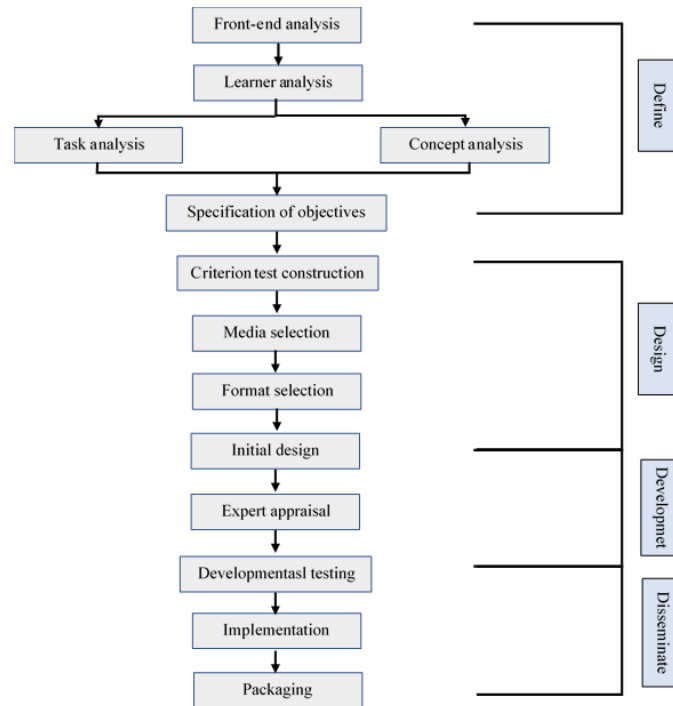 Front-end analysis
Learner analysis
Task analysis
Concept analysis
Specification of objectives
Criterion test construction
Media selection
Format selection
Initial design
Expert appraisal
Developmentasl testing
Implementation
Packaging
Define
Design
Developmet
Disseminate